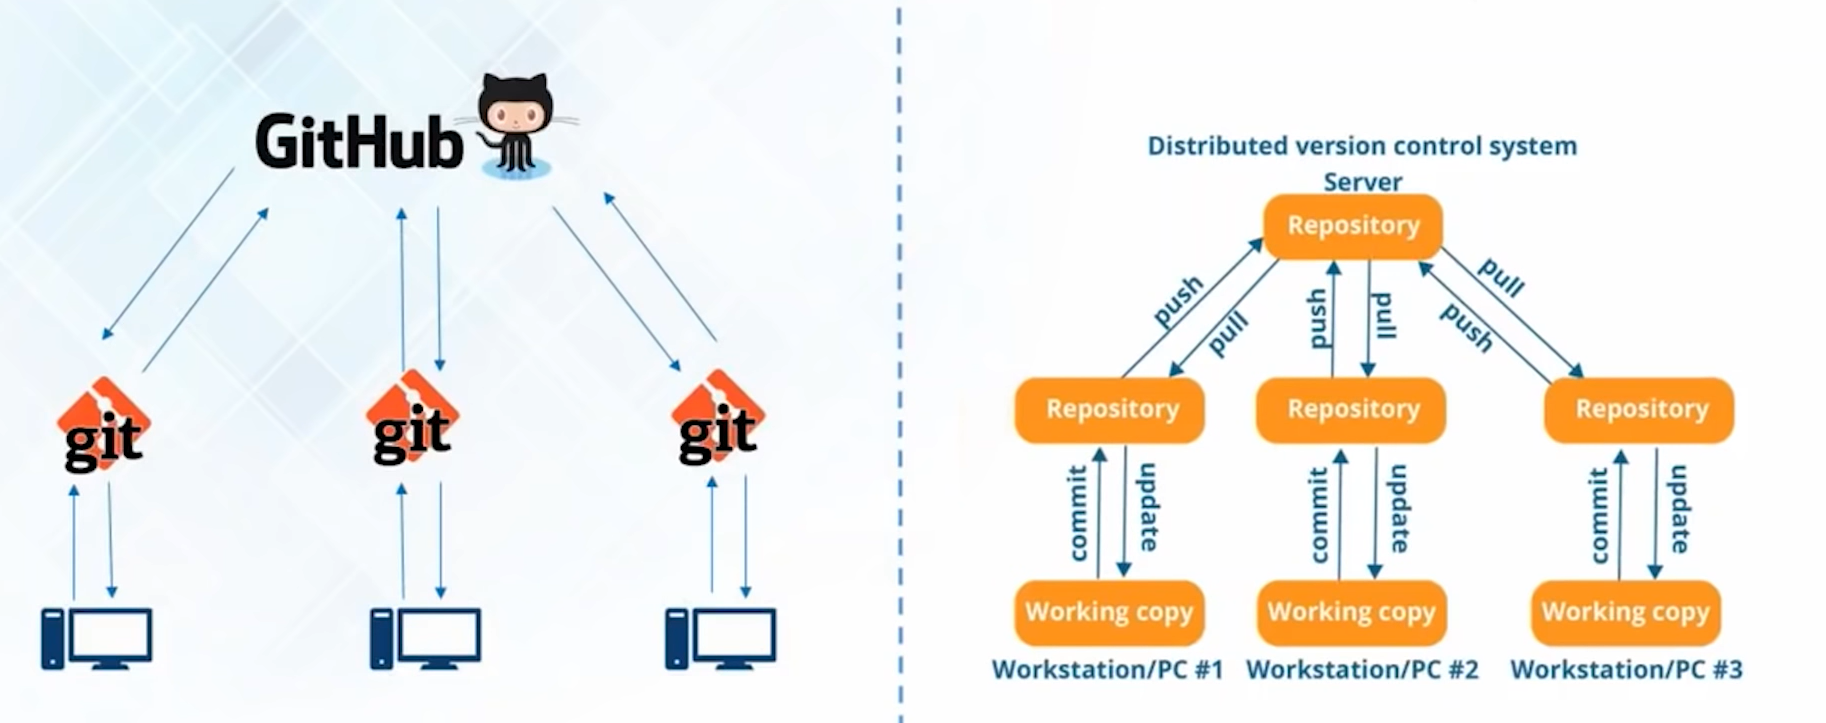 GitHub
git
git
git
Distributed version control system
Server
Repository
push
pull
push
pull
push
pull
Repository
Repository
Repository
commit
update
commit
update
commit
update
Working copy
Working copy
Working copy
Workstation/PC #1
Workstation/PC #2
Workstation/PC #3